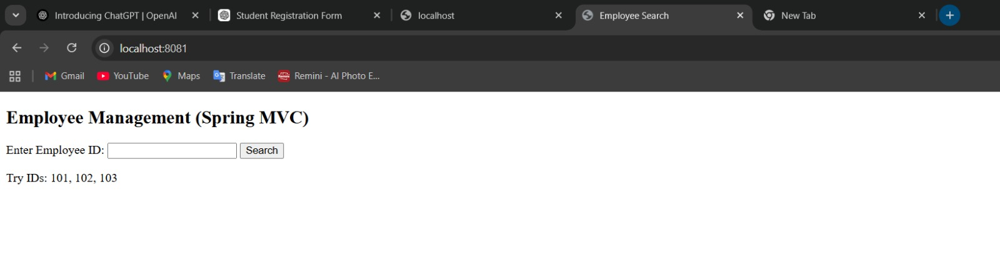 Introducing ChatGPT | OpenAI Student Registration Form localhost Employee Search New Tab
localhost:8081
Gmail YouTube Maps Translate Remini - AI Photo E...
Employee Management (Spring MVC)
Enter Employee ID: Search
Try IDs: 101, 102, 103